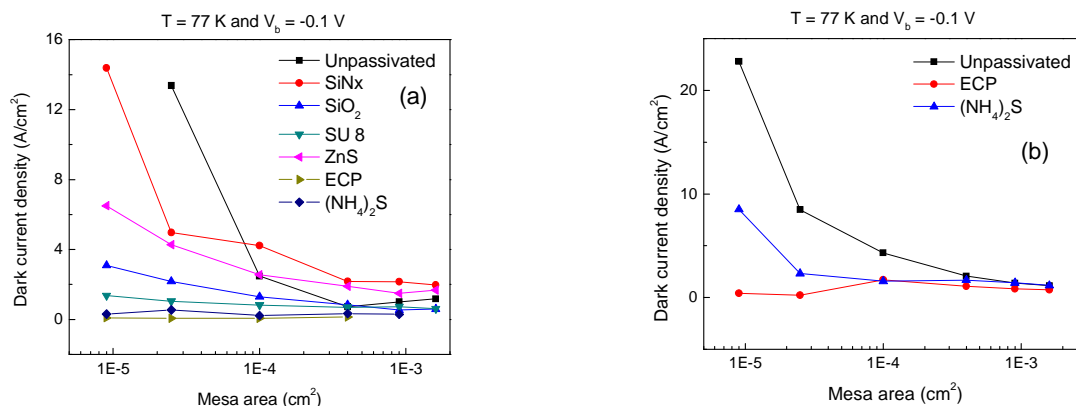 T = 77 K and V_b = -0.1 V
16
12
8
4
0
Dark current density (A/cm²)
Unpassivated
SiNx
SiO₂
SU 8
ZnS
ECP
(NH₄)₂S
(a)
1E-5
1E-4
1E-3
Mesa area (cm²)
T = 77 K and V_b = -0.1 V
20
10
0
Dark current density (A/cm²)
Unpassivated
ECP
(NH₄)₂S
(b)
1E-5
1E-4
1E-3
Mesa area (cm²)